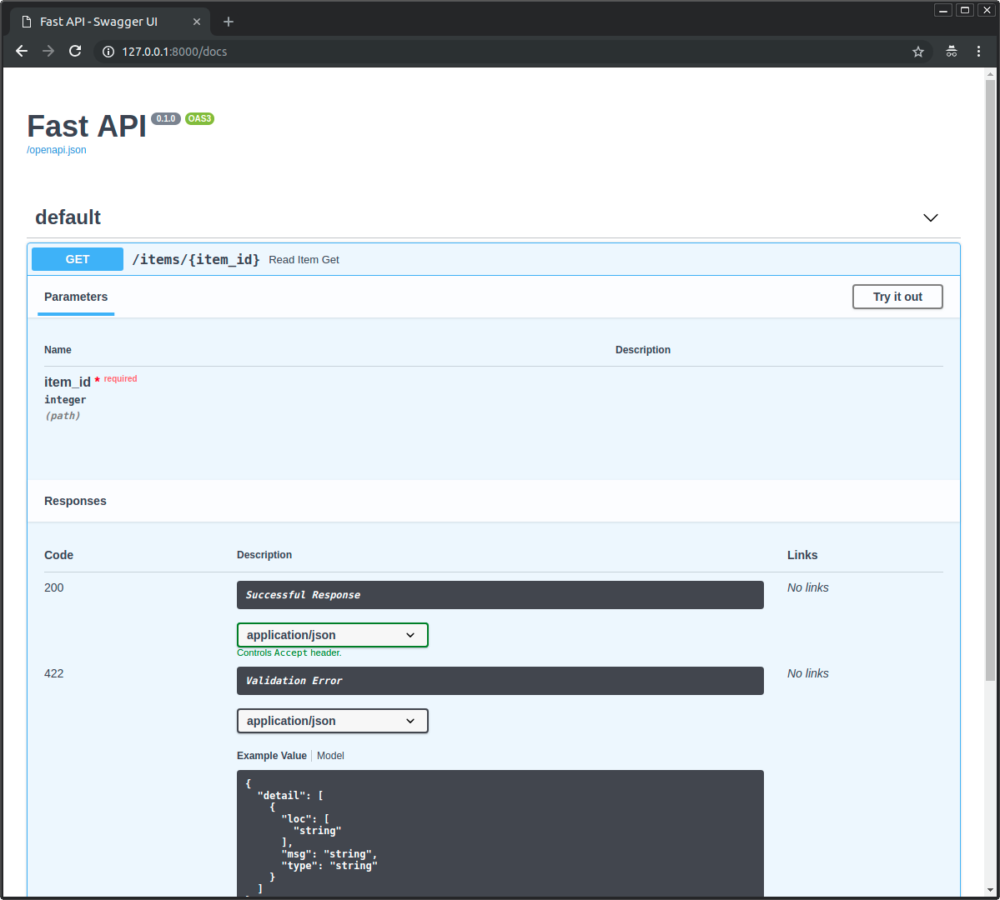 Fast API - Swagger UI
127.0.0.1:8000/docs
Fast API 0.1.0 OAS3
/openapi.json
default
GET /items/{item_id} Read Item Get
Parameters Try it out
Name Description
item_id * required
integer
(path)
Responses
Code Description Links
200 Successful Response No links
application/json
Controls Accept header.
422 Validation Error No links
application/json
Example Value Model
{
"detail": [
{
"loc": [
"string"
],
"msg": "string",
"type": "string"
}
]